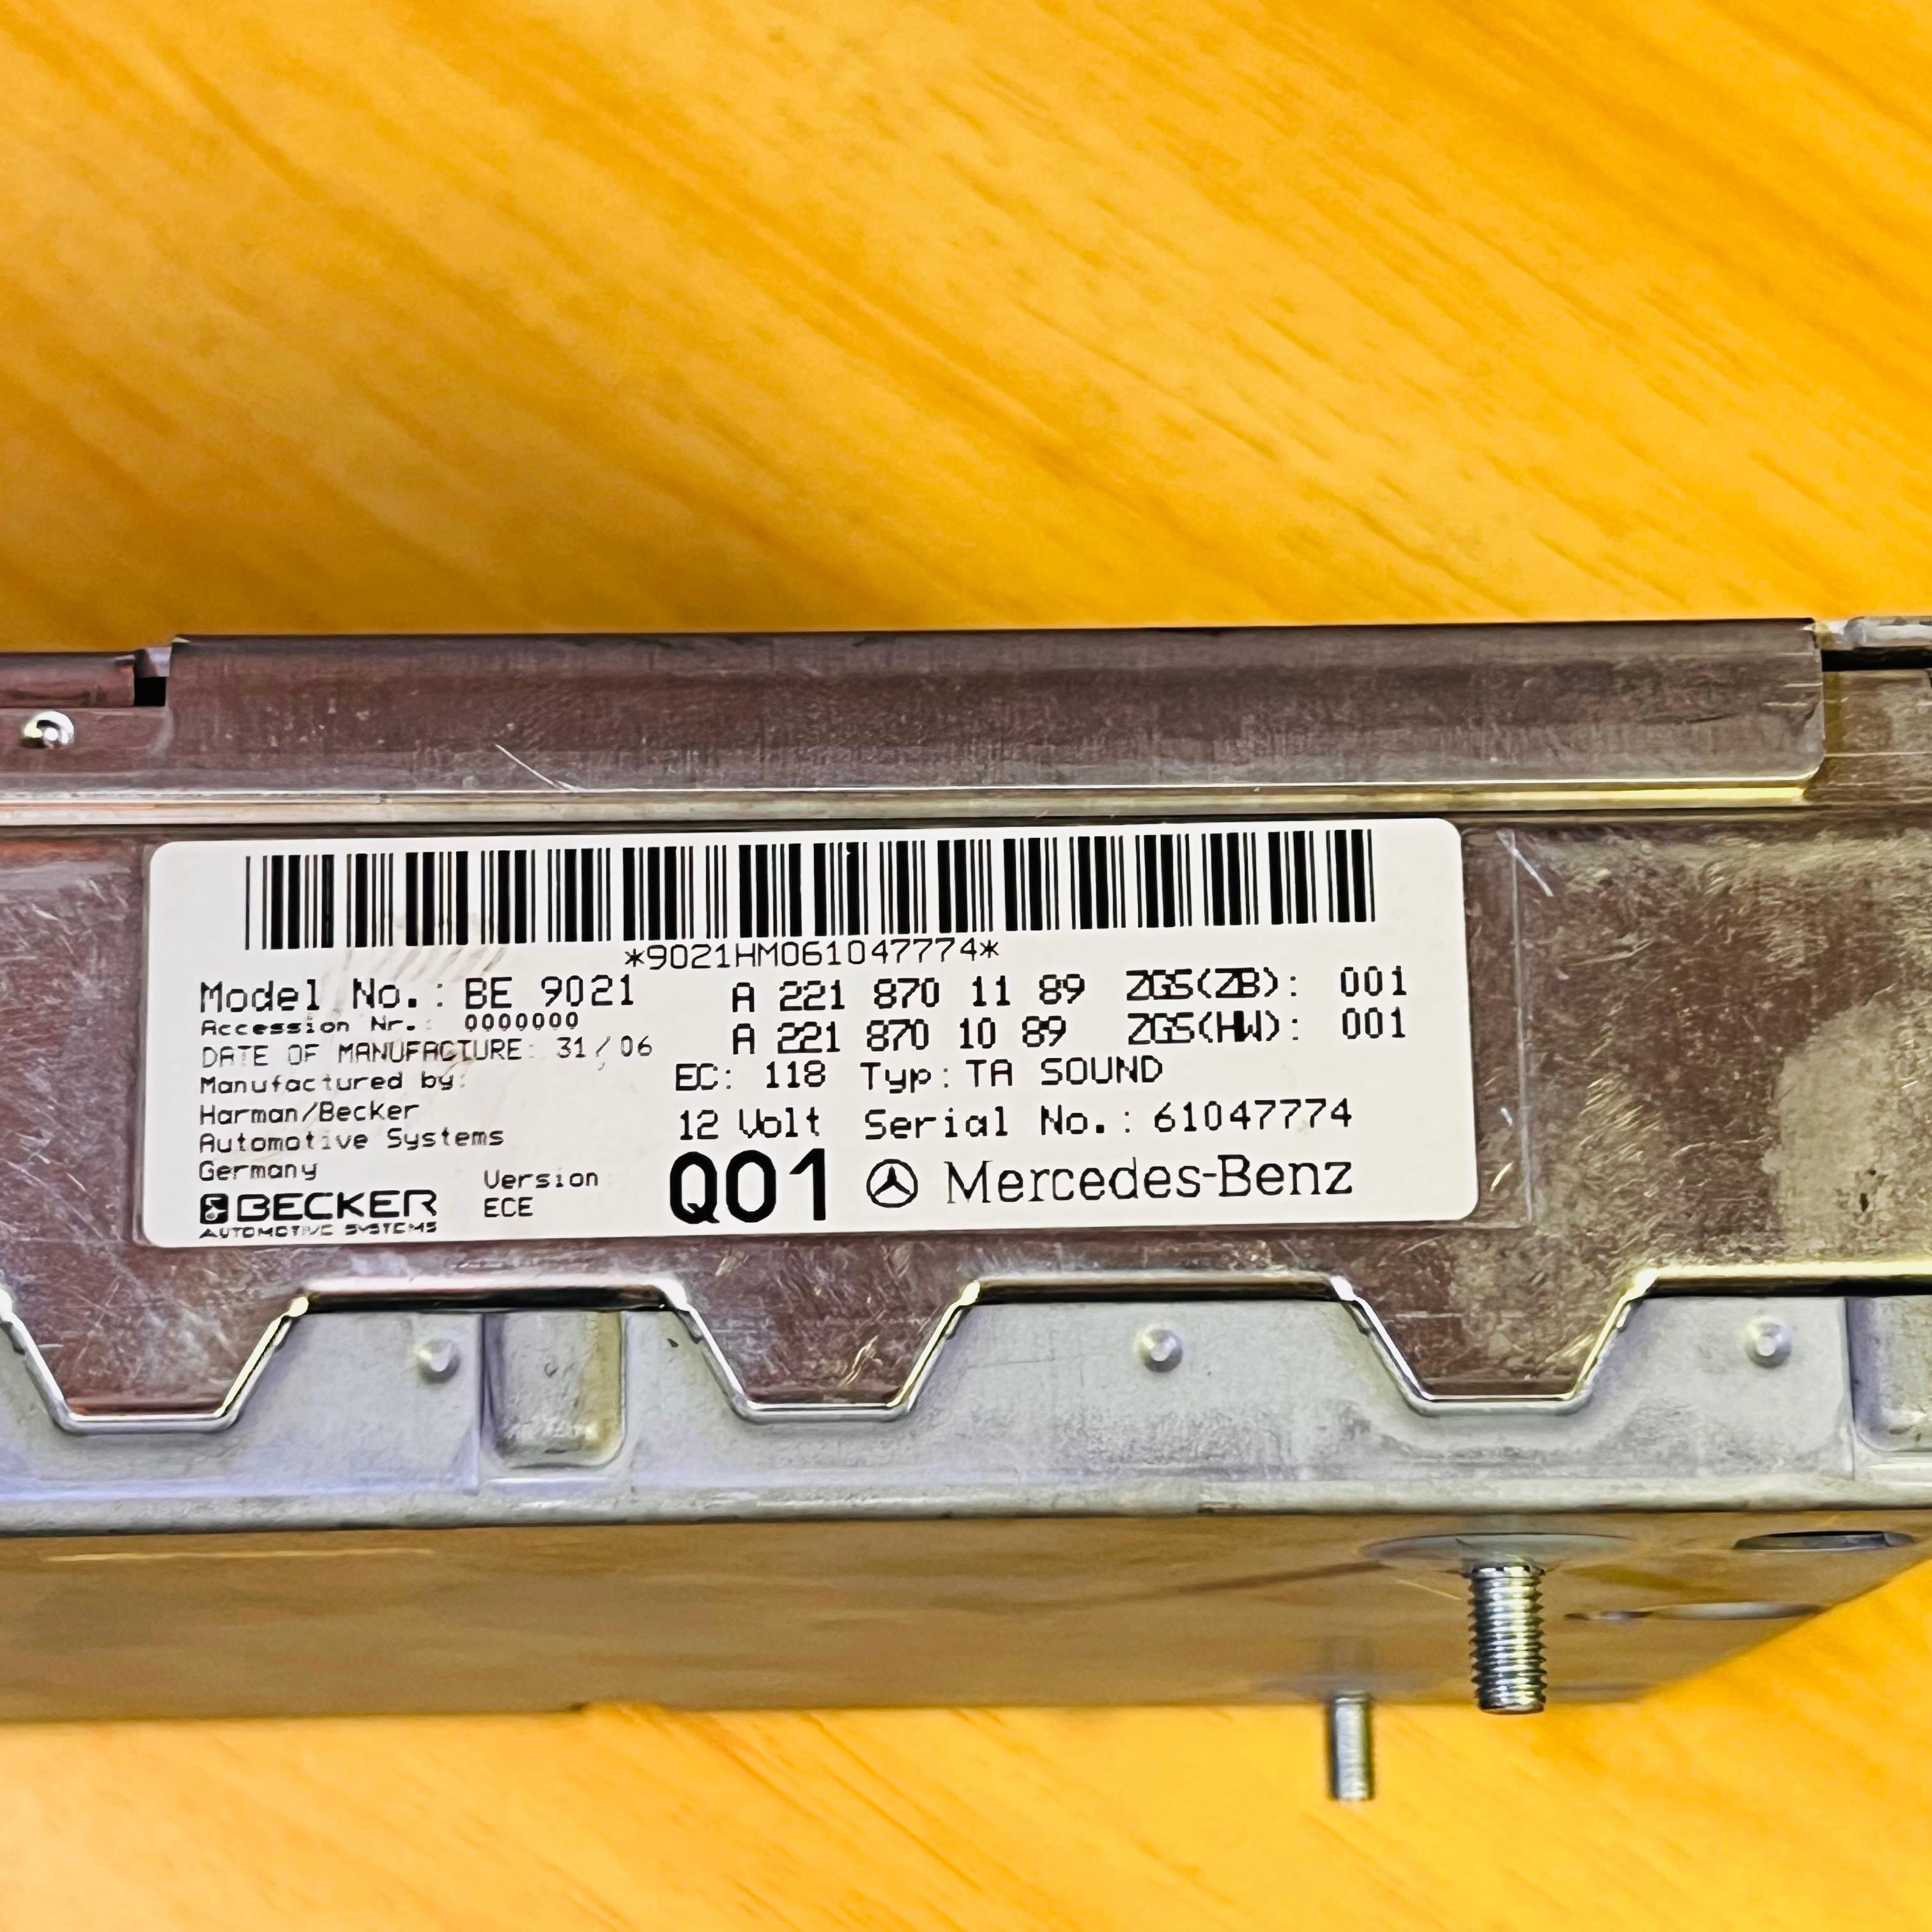 *9021HM061047774*
Model No.: BE 9021 A 221 870 11 89 ZGS(ZB): 001
Accession Nr.: 0000000 A 221 870 10 89 ZGS(HW): 001
DATE OF MANUFACTURE: 31/06 EC: 118 Typ: TA SOUND
Manufactured by:
Harman/Becker 12 Volt Serial No.: 61047774
Automotive Systems
Germany Version Q01 Mercedes-Benz
BECKER ECE
AUTOMOTIVE SYSTEMS